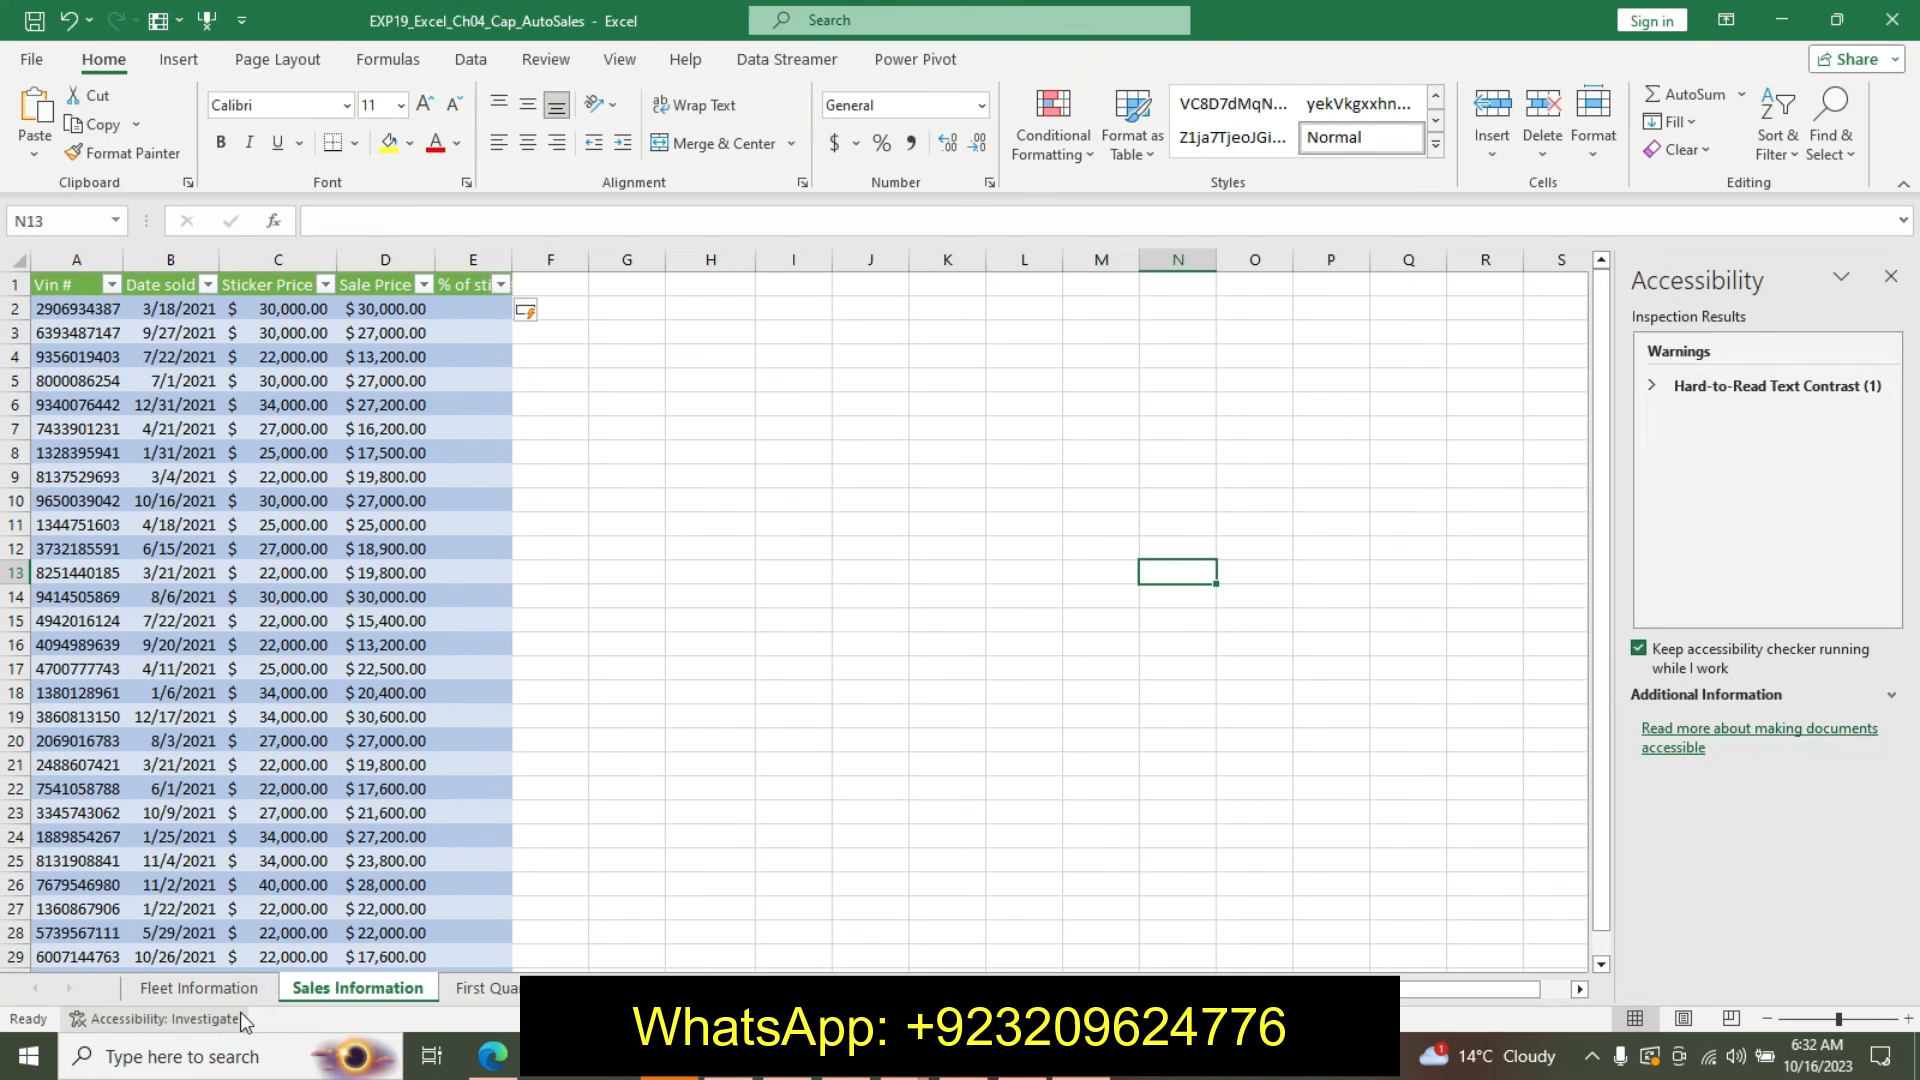 EXP19_Excel_Ch04_Cap_AutoSales - Excel
Search
Sign in
File Home Insert Page Layout Formulas Data Review View Help Data Streamer Power Pivot
Share
Paste
Cut
Copy
Format Painter
Clipboard
Calibri 11
B I U
Font
Wrap Text
Merge & Center
Alignment
General
$ % ,
Number
Conditional Formatting
Format as Table
VC8D7dMqN... yekVkgxxhn...
Z1ja7TjeoJGi... Normal
Styles
Insert Delete Format
Cells
AutoSum
Fill
Clear
Sort & Filter
Find & Select
Editing
N13
fx
A B C D E F G H I J K L M N O P Q R S
1 Vin # Date sold Sticker Price Sale Price % of sti
2 2906934387 3/18/2021 $ 30,000.00 $ 30,000.00
3 6393487147 9/27/2021 $ 30,000.00 $ 27,000.00
4 9356019403 7/22/2021 $ 22,000.00 $ 13,200.00
5 8000086254 7/1/2021 $ 30,000.00 $ 27,000.00
6 9340076442 12/31/2021 $ 34,000.00 $ 27,200.00
7 7433901231 4/21/2021 $ 27,000.00 $ 16,200.00
8 1328395941 1/31/2021 $ 25,000.00 $ 17,500.00
9 8137529693 3/4/2021 $ 22,000.00 $ 19,800.00
10 9650039042 10/16/2021 $ 30,000.00 $ 27,000.00
11 1344751603 4/18/2021 $ 25,000.00 $ 25,000.00
12 3732185591 6/15/2021 $ 27,000.00 $ 18,900.00
13 8251440185 3/21/2021 $ 22,000.00 $ 19,800.00
14 9414505869 8/6/2021 $ 30,000.00 $ 30,000.00
15 4942016124 7/22/2021 $ 22,000.00 $ 15,400.00
16 4094989639 9/20/2021 $ 22,000.00 $ 13,200.00
17 4700777743 4/11/2021 $ 25,000.00 $ 22,500.00
18 1380128961 1/6/2021 $ 34,000.00 $ 20,400.00
19 3860813150 12/17/2021 $ 34,000.00 $ 30,600.00
20 2069016783 8/3/2021 $ 27,000.00 $ 27,000.00
21 2488607421 3/21/2021 $ 22,000.00 $ 19,800.00
22 7541058788 6/1/2021 $ 22,000.00 $ 17,600.00
23 3345743062 10/9/2021 $ 27,000.00 $ 21,600.00
24 1889854267 1/25/2021 $ 34,000.00 $ 27,200.00
25 8131908841 11/4/2021 $ 34,000.00 $ 23,800.00
26 7679546980 11/2/2021 $ 40,000.00 $ 28,000.00
27 1360867906 1/22/2021 $ 22,000.00 $ 22,000.00
28 5739567111 5/29/2021 $ 22,000.00 $ 22,000.00
29 6007144763 10/26/2021 $ 22,000.00 $ 17,600.00
Accessibility
Inspection Results
Warnings
Hard-to-Read Text Contrast (1)
Keep accessibility checker running
while I work
Additional Information
Read more about making documents
accessible
Fleet Information Sales Information First Qua
Ready Accessibility: Investigate
WhatsApp: +923209624776
Type here to search
1
14°C Cloudy
6:32 AM
10/16/2023